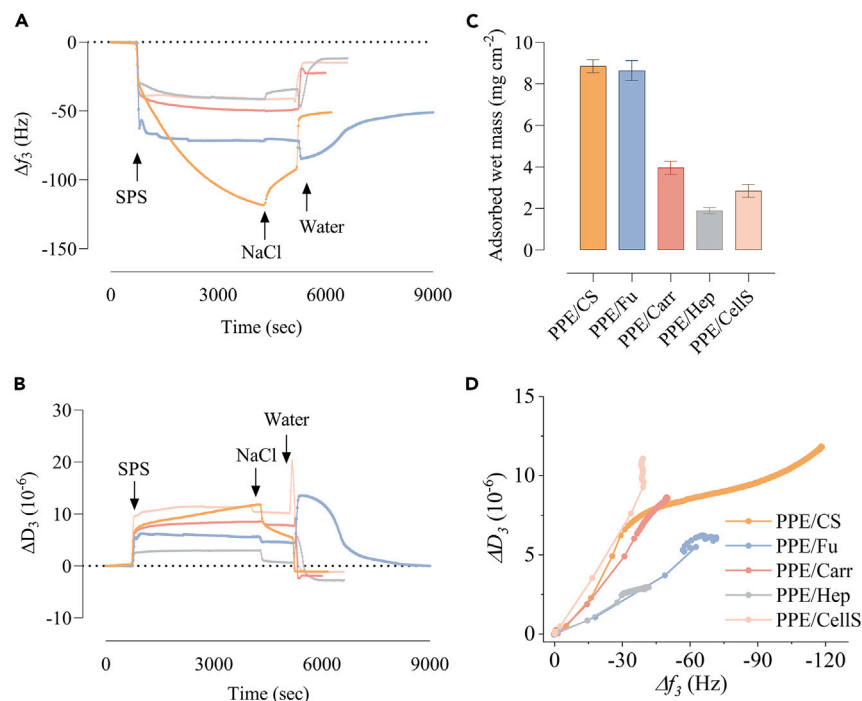 A
0
-50
-100
-150
Δf3 (Hz)
SPS
NaCl
Water
0
3000
6000
9000
Time (sec)
C
10
8
6
4
2
0
Adsorbed wet mass (mg cm-2)
PPE/CS
PPE/Fu
PPE/Carr
PPE/Hep
PPE/CellS
B
30
20
10
0
-10
ΔD3 (10-6)
SPS
NaCl
Water
0
3000
6000
9000
Time (sec)
D
15
10
5
0
ΔD3 (10-6)
PPE/CS
PPE/Fu
PPE/Carr
PPE/Hep
PPE/CellS
0
-30
-60
-90
-120
Δf3 (Hz)